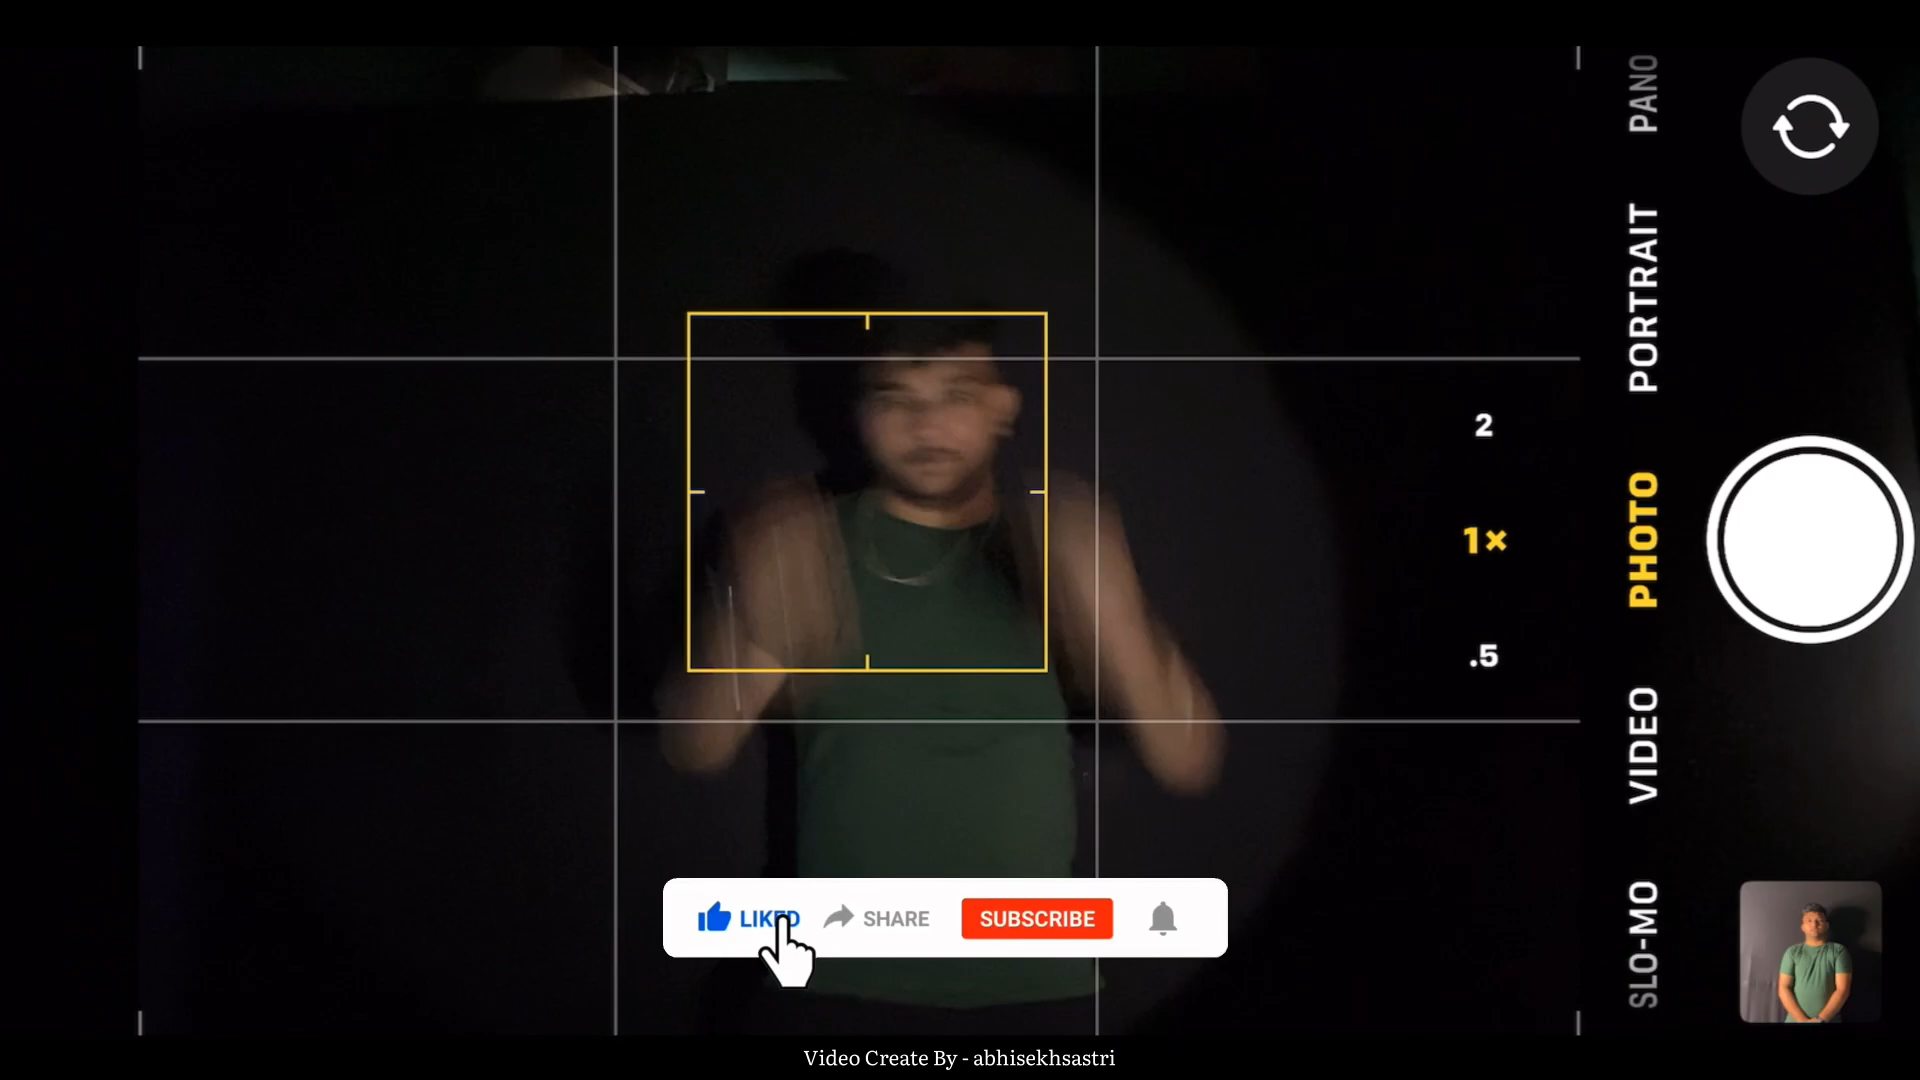 PANO
PORTRAIT
2
1×
PHOTO
.5
VIDEO
SLO-MO
LIKED
SHARE
SUBSCRIBE
Video Create By - abhisekhsastri